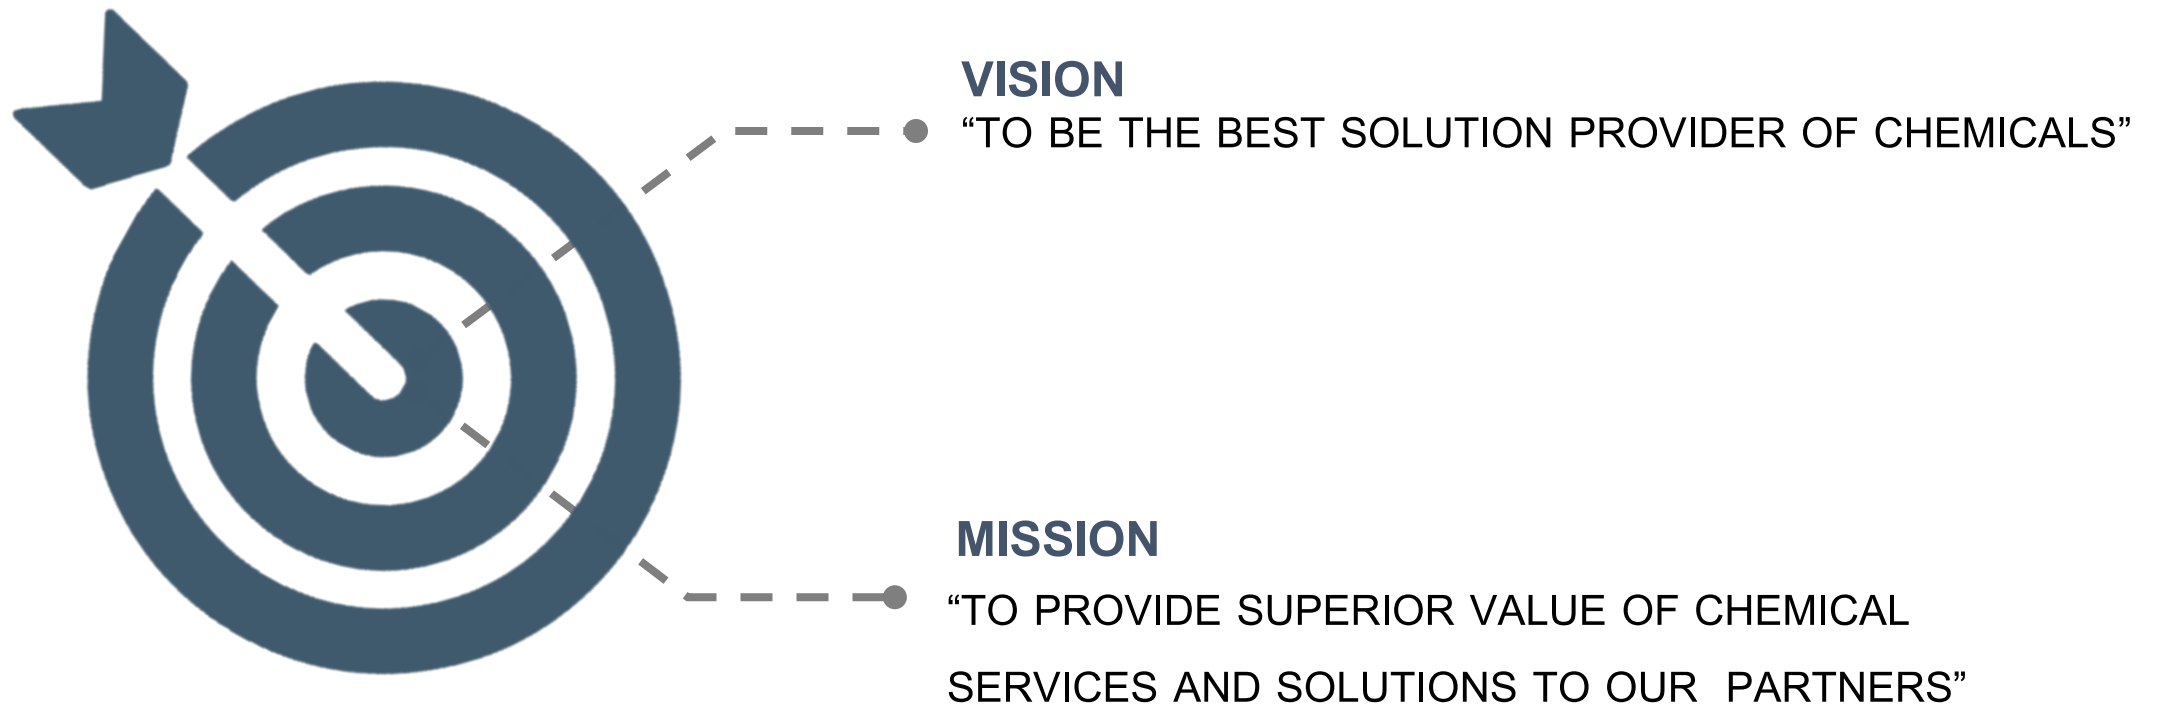 VISION
“TO BE THE BEST SOLUTION PROVIDER OF CHEMICALS”
MISSION
“TO PROVIDE SUPERIOR VALUE OF CHEMICAL
SERVICES AND SOLUTIONS TO OUR  PARTNERS”